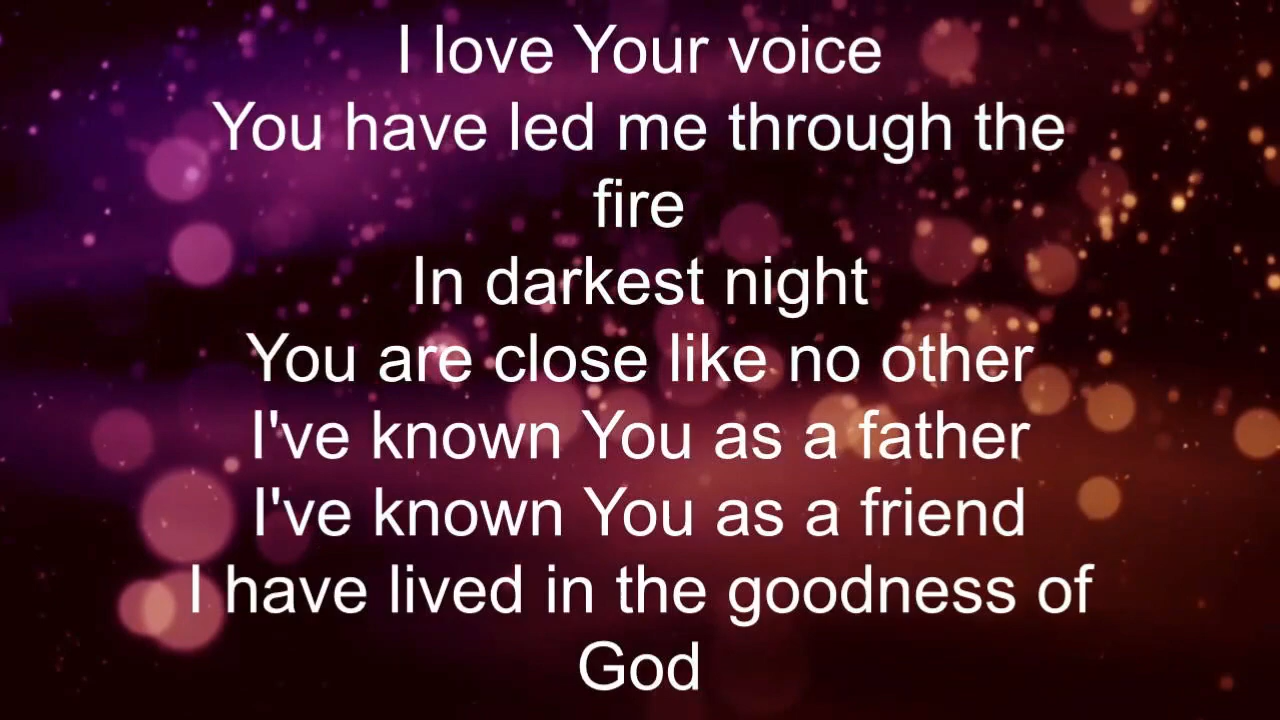 I love Your voice
You have led me through the
fire
In darkest night
You are close like no other
I've known You as a father
I've known You as a friend
I have lived in the goodness of
God